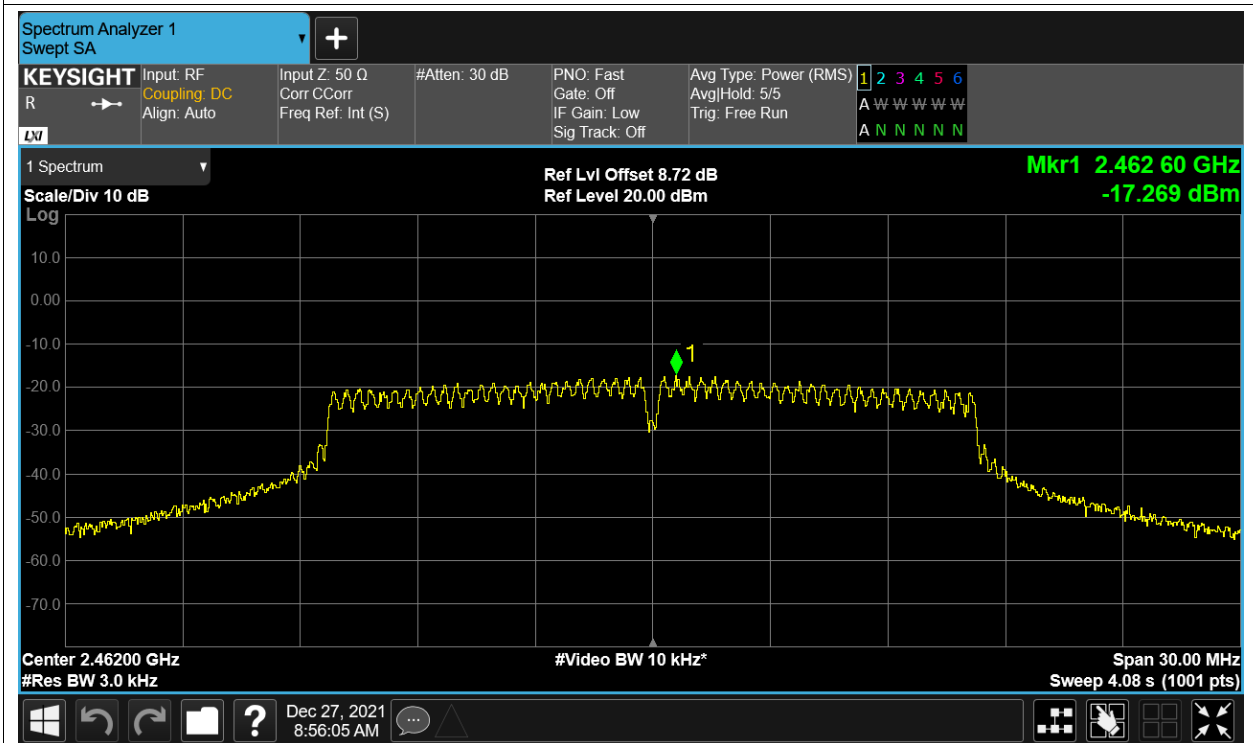 Spectrum Analyzer 1
Swept SA
KEYSIGHT
R
LXI
Input: RF
Coupling: DC
Align: Auto
Input Z: 50 Ω
Corr CCorr
Freq Ref: Int (S)
#Atten: 30 dB
PNO: Fast
Gate: Off
IF Gain: Low
Sig Track: Off
Avg Type: Power (RMS)
Avg|Hold: 5/5
Trig: Free Run
1 2 3 4 5 6
A W W W W W
A N N N N N
1 Spectrum
Scale/Div 10 dB
Log
Ref Lvl Offset 8.72 dB
Ref Level 20.00 dBm
Mkr1 2.462 60 GHz
-17.269 dBm
10.0
0.00
-10.0
-20.0
-30.0
-40.0
-50.0
-60.0
-70.0
1
Center 2.46200 GHz
#Res BW 3.0 kHz
#Video BW 10 kHz*
Span 30.00 MHz
Sweep 4.08 s (1001 pts)
?
Dec 27, 2021
8:56:05 AM